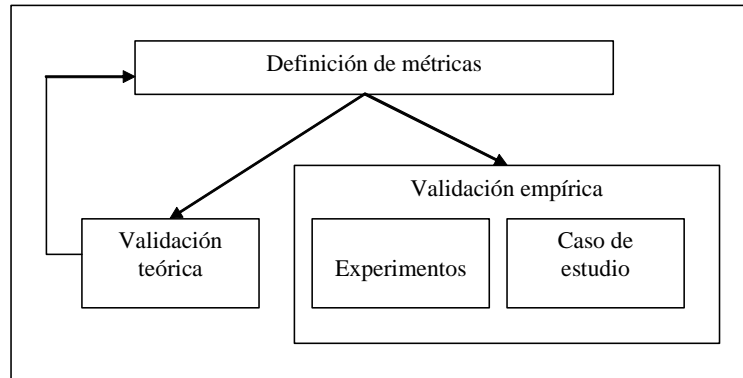 Definición de métricas
Validación empírica
Validación
teórica
Experimentos
Caso de
estudio